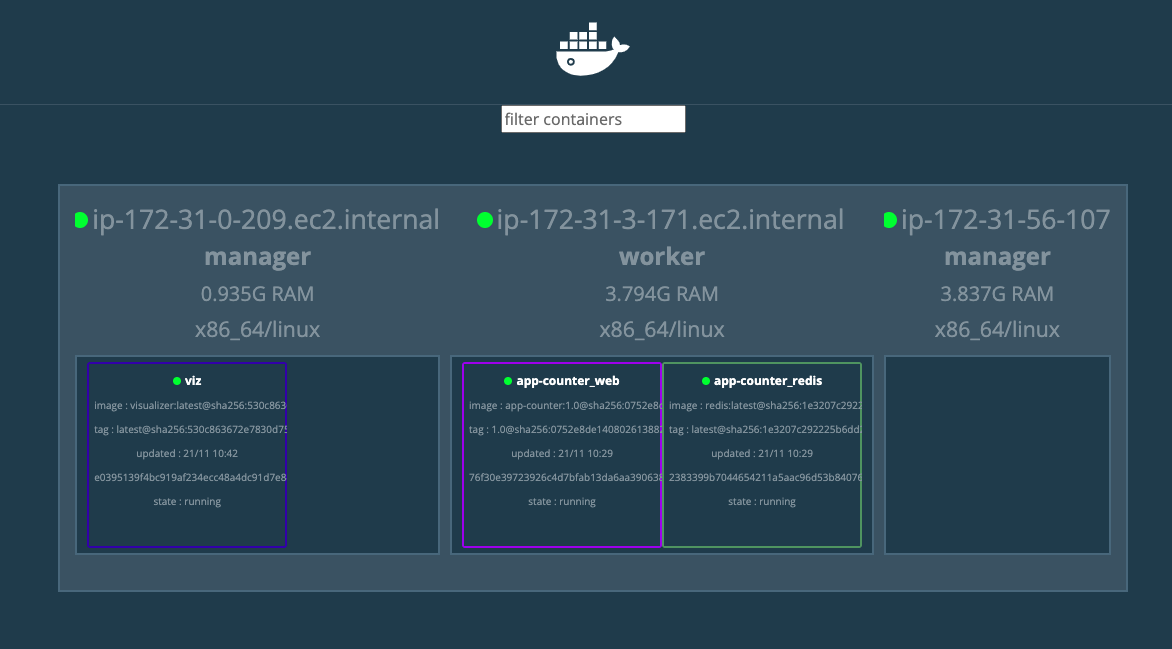 filter containers
ip-172-31-0-209.ec2.internal
manager
0.935G RAM
x86_64/linux
viz
image : visualizer:latest@sha256:530c863
tag : latest@sha256:530c863672e7830d75
updated : 21/11 10:42
e0395139f4bc919af234ecc48a4dc91d7e8
state : running
ip-172-31-3-171.ec2.internal
worker
3.794G RAM
x86_64/linux
app-counter_web
image : app-counter:1.0@sha256:0752e8d
tag : 1.0@sha256:0752e8de140802613882
updated : 21/11 10:29
76f30e39723926c4d7bfab13da6aa390638
state : running
app-counter_redis
image : redis:latest@sha256:1e3207c2922
tag : latest@sha256:1e3207c292225b6dd
updated : 21/11 10:29
2383399b7044654211a5aac96d53b84076
state : running
ip-172-31-56-107
manager
3.837G RAM
x86_64/linux